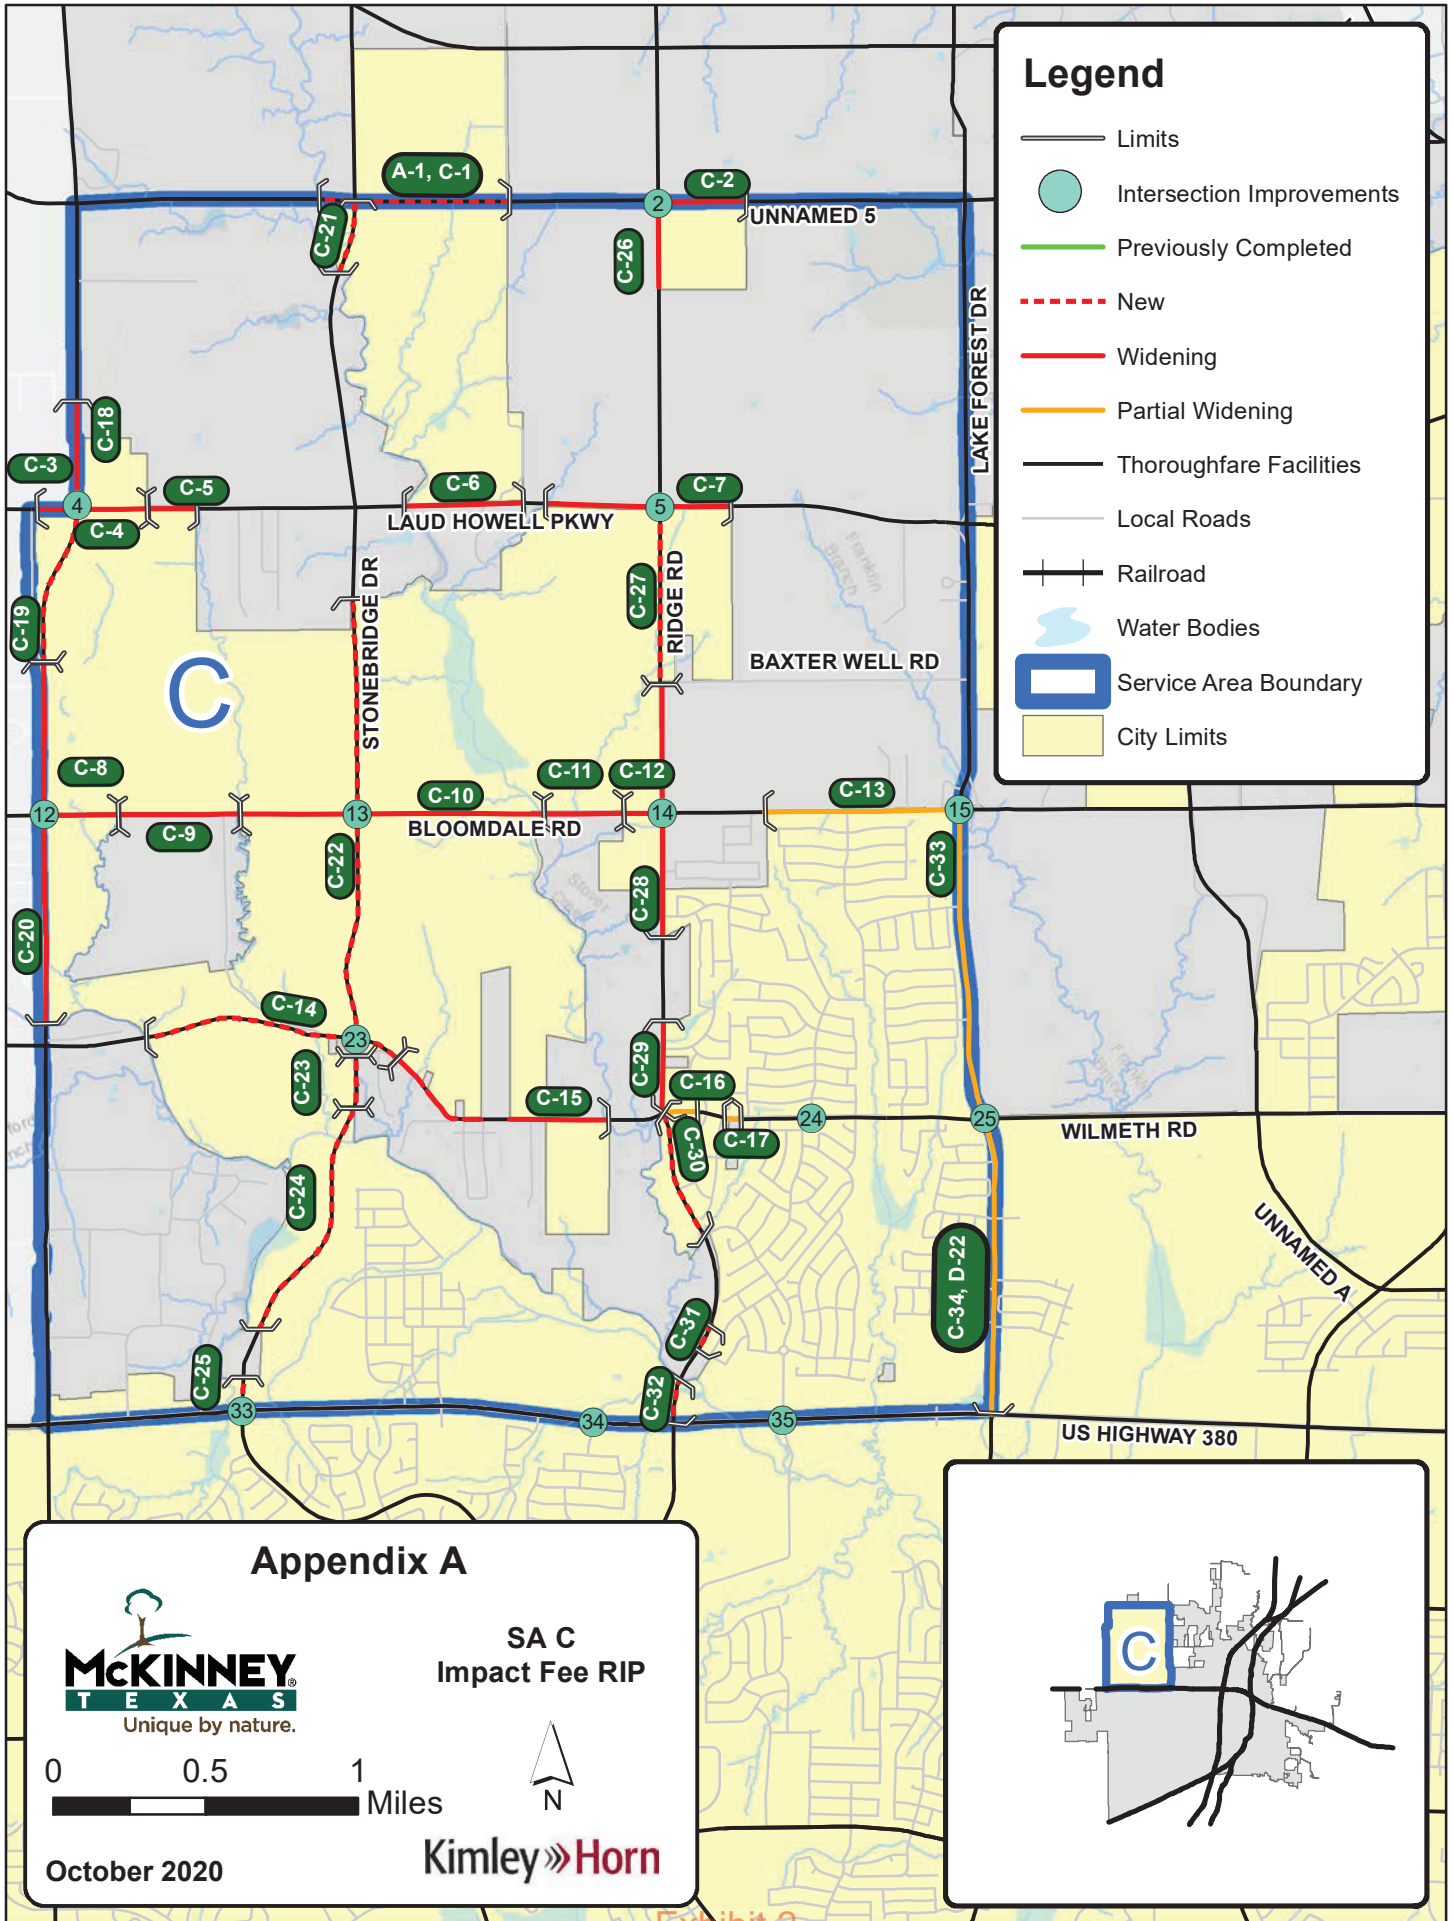 Legend
Limits
Intersection Improvements
Previously Completed
New
Widening
Partial Widening
Thoroughfare Facilities
Local Roads
Railroad
Water Bodies
Service Area Boundary
City Limits
A-1, C-1
C-2
2
UNNAMED 5
C-21
C-26
LAKE FOREST DR
C-18
C-3
C-5
C-6
C-7
4
5
C-4
LAUD HOWELL PKWY
Franklin
Branch
C-19
STONEBRIDGE DR
C-27
RIDGE RD
BAXTER WELL RD
C
C-8
C-11
C-12
C-10
C-13
12
13
14
15
C-9
BLOOMDALE RD
C-22
C-33
C-28
Stover
C-20
C-14
23
C-29
C-23
C-16
C-15
24
25
C-17
WILMETH RD
C-30
Franklin
Branch
C-24
UNNAMED A
C-34, D-22
C-31
C-25
C-32
33
34
35
US HIGHWAY 380
Appendix A
McKINNEY®
TEXAS
Unique by nature.
SA C
Impact Fee RIP
0 0.5 1
Miles
N
October 2020
Kimley»Horn
C